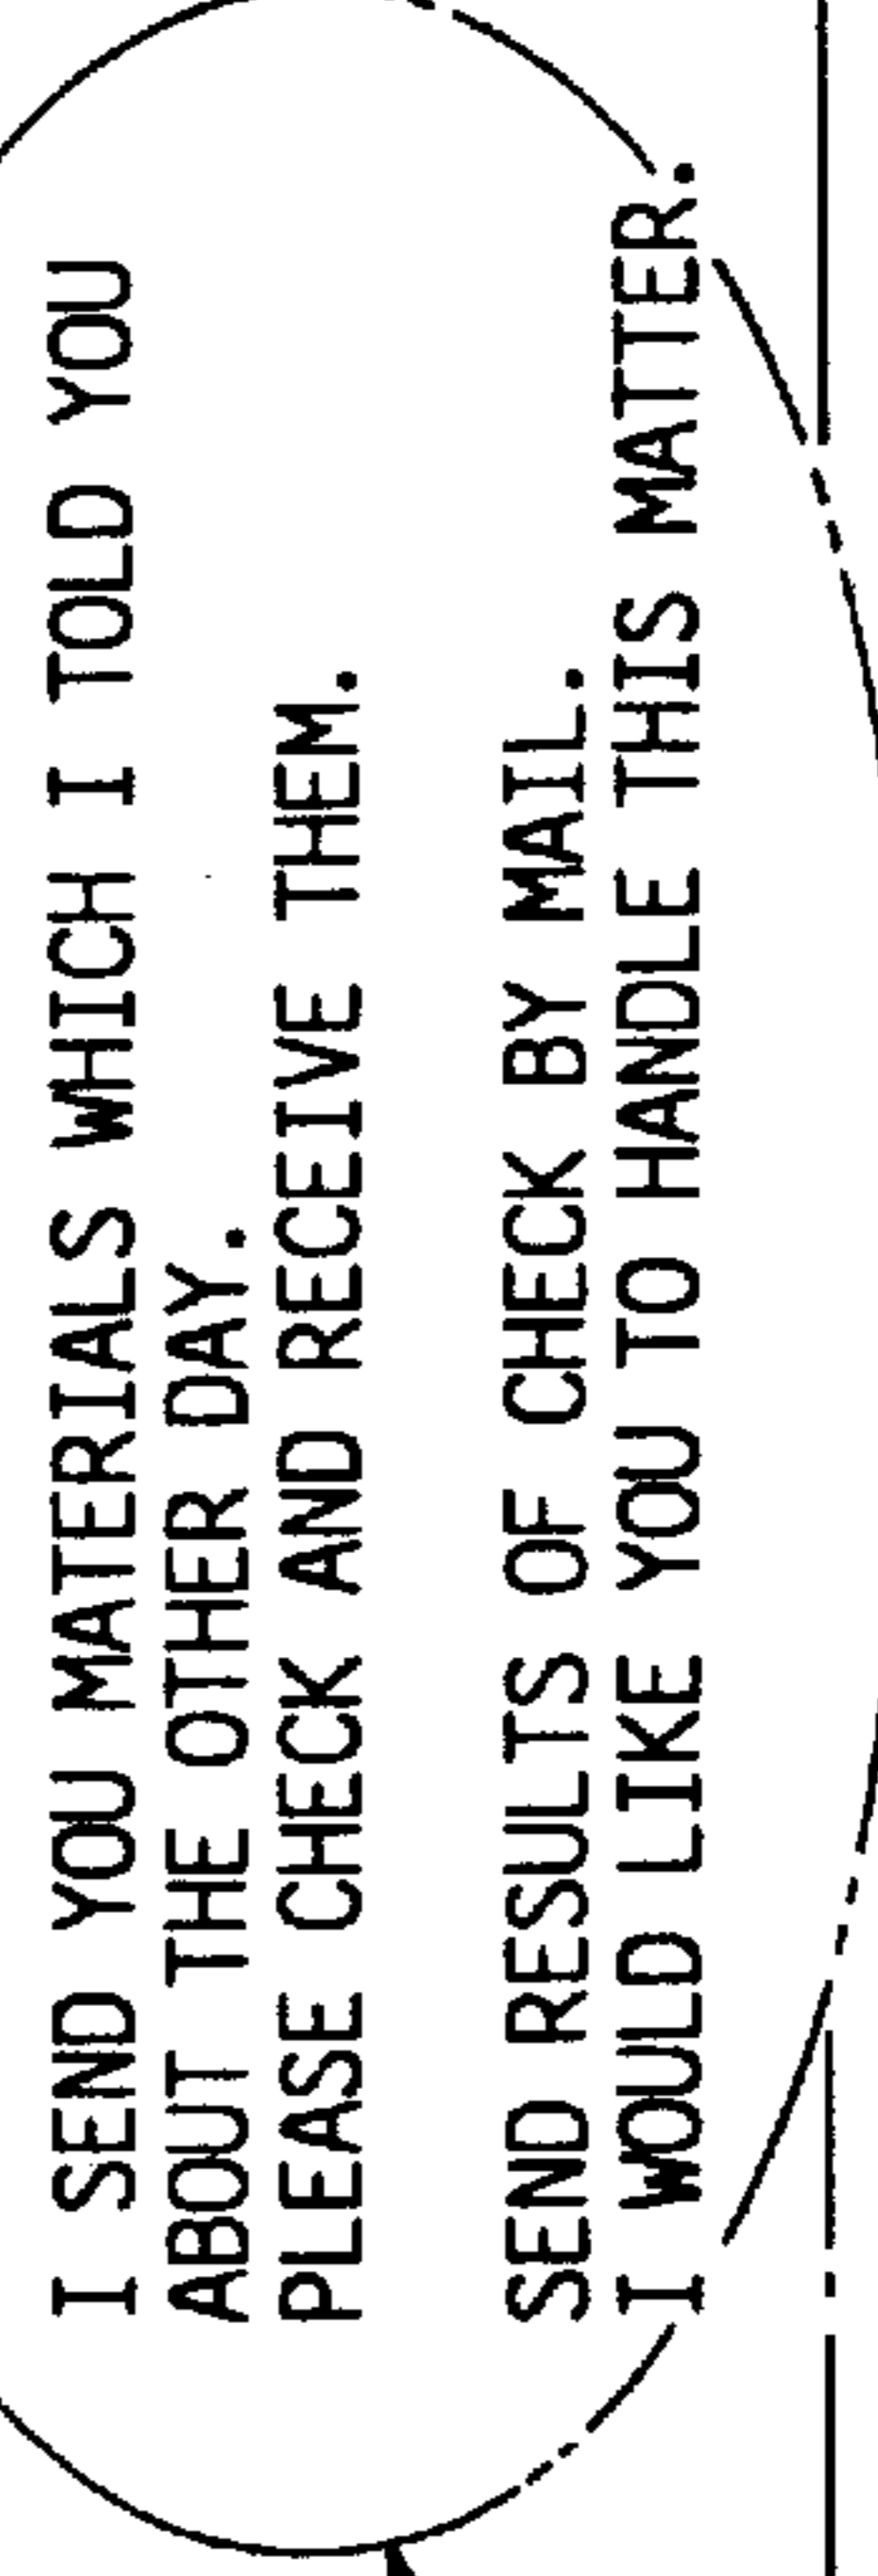 I SEND YOU MATERIALS WHICH I TOLD YOU
ABOUT THE OTHER DAY.
PLEASE CHECK AND RECEIVE THEM.
SEND RESULTS OF CHECK BY MAIL.
I WOULD LIKE YOU TO HANDLE THIS MATTER.